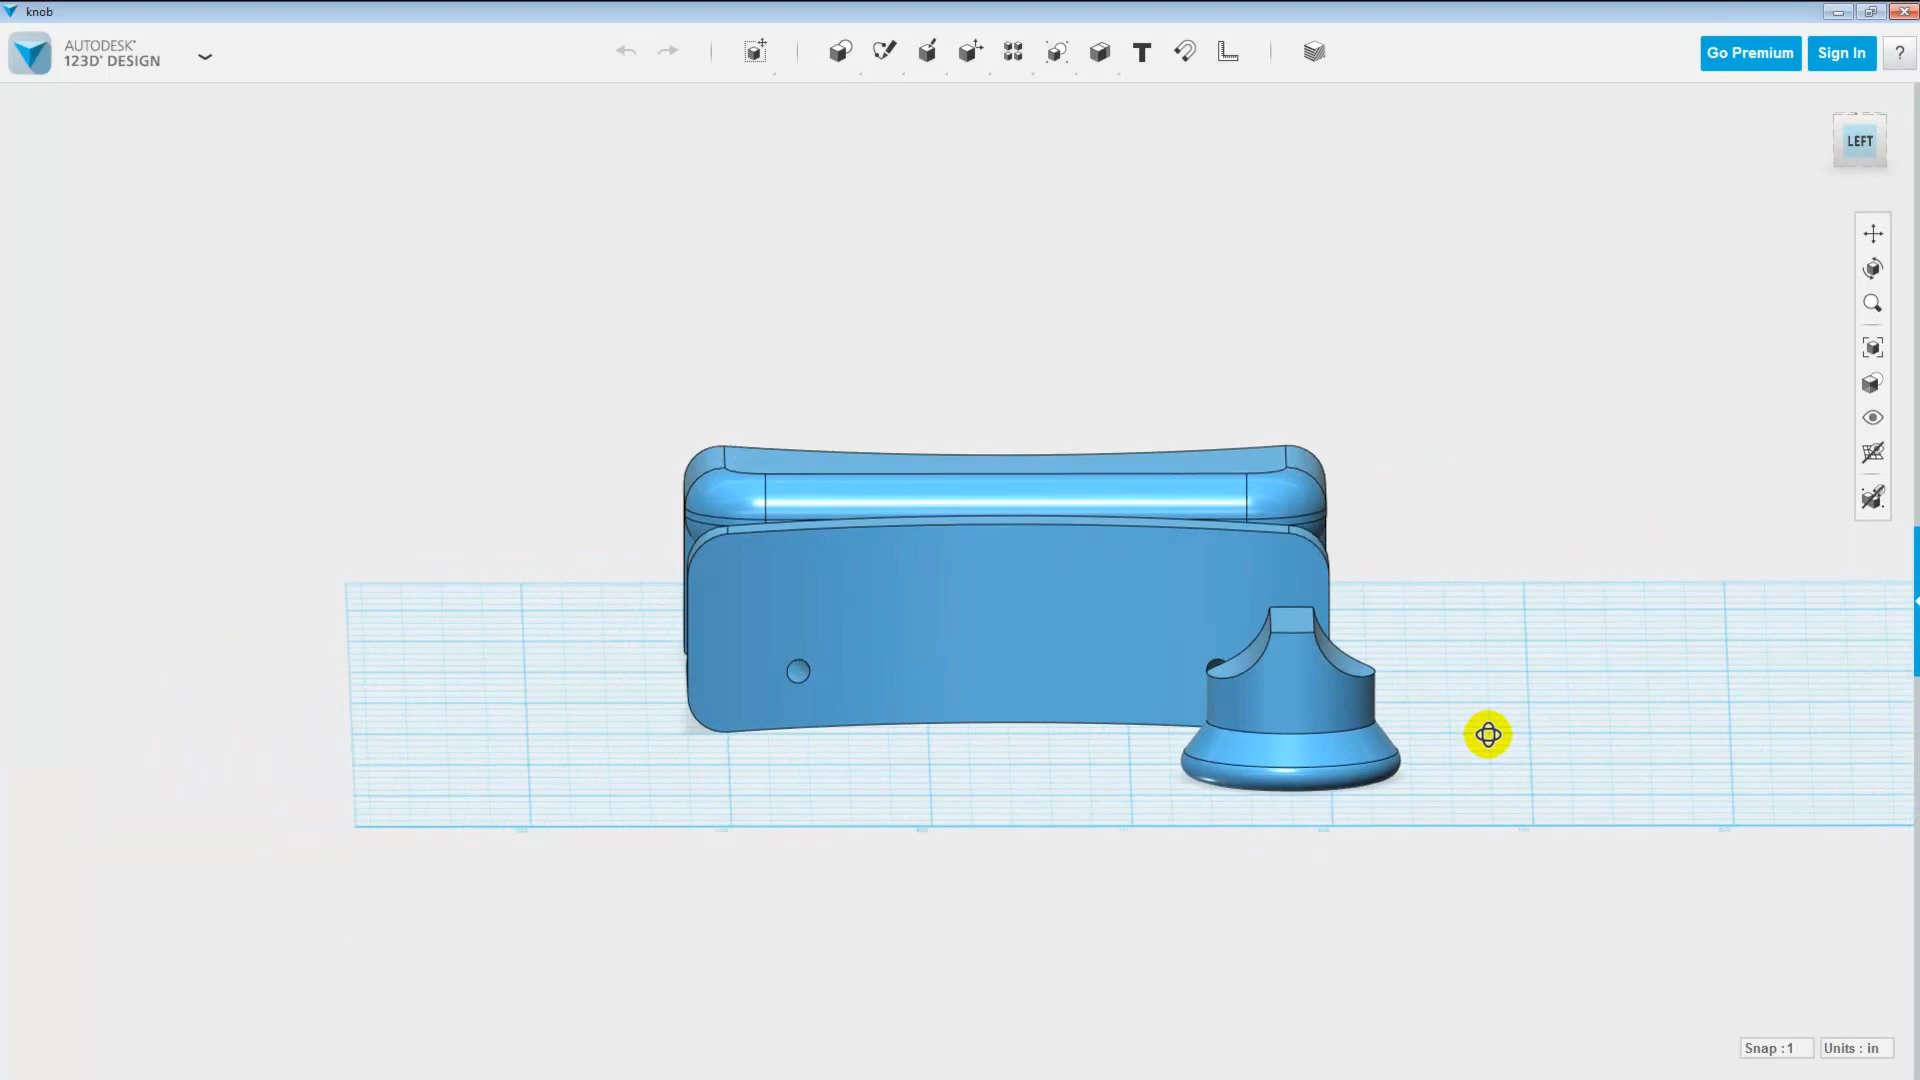 knob
AUTODESK®
123D® DESIGN
T
Go Premium
Sign In
?
LEFT
Snap : 1
Units : in